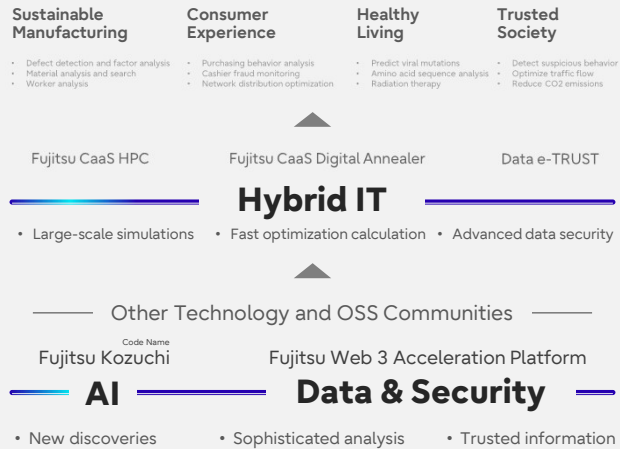 Sustainable
Manufacturing
• Defect detection and factor analysis
• Material analysis and search
• Worker analysis
Consumer
Experience
• Purchasing behavior analysis
• Cashier fraud monitoring
• Network distribution optimization
Healthy
Living
• Predict viral mutations
• Amino acid sequence analysis
• Radiation therapy
Trusted
Society
• Detect suspicious behavior
• Optimize traffic flow
• Reduce CO2 emissions
Fujitsu CaaS HPC
Fujitsu CaaS Digital Annealer
Data e-TRUST
Hybrid IT
• Large-scale simulations
• Fast optimization calculation
• Advanced data security
Other Technology and OSS Communities
Code Name
Fujitsu Kozuchi
Fujitsu Web 3 Acceleration Platform
AI
Data & Security
• New discoveries
• Sophisticated analysis
• Trusted information